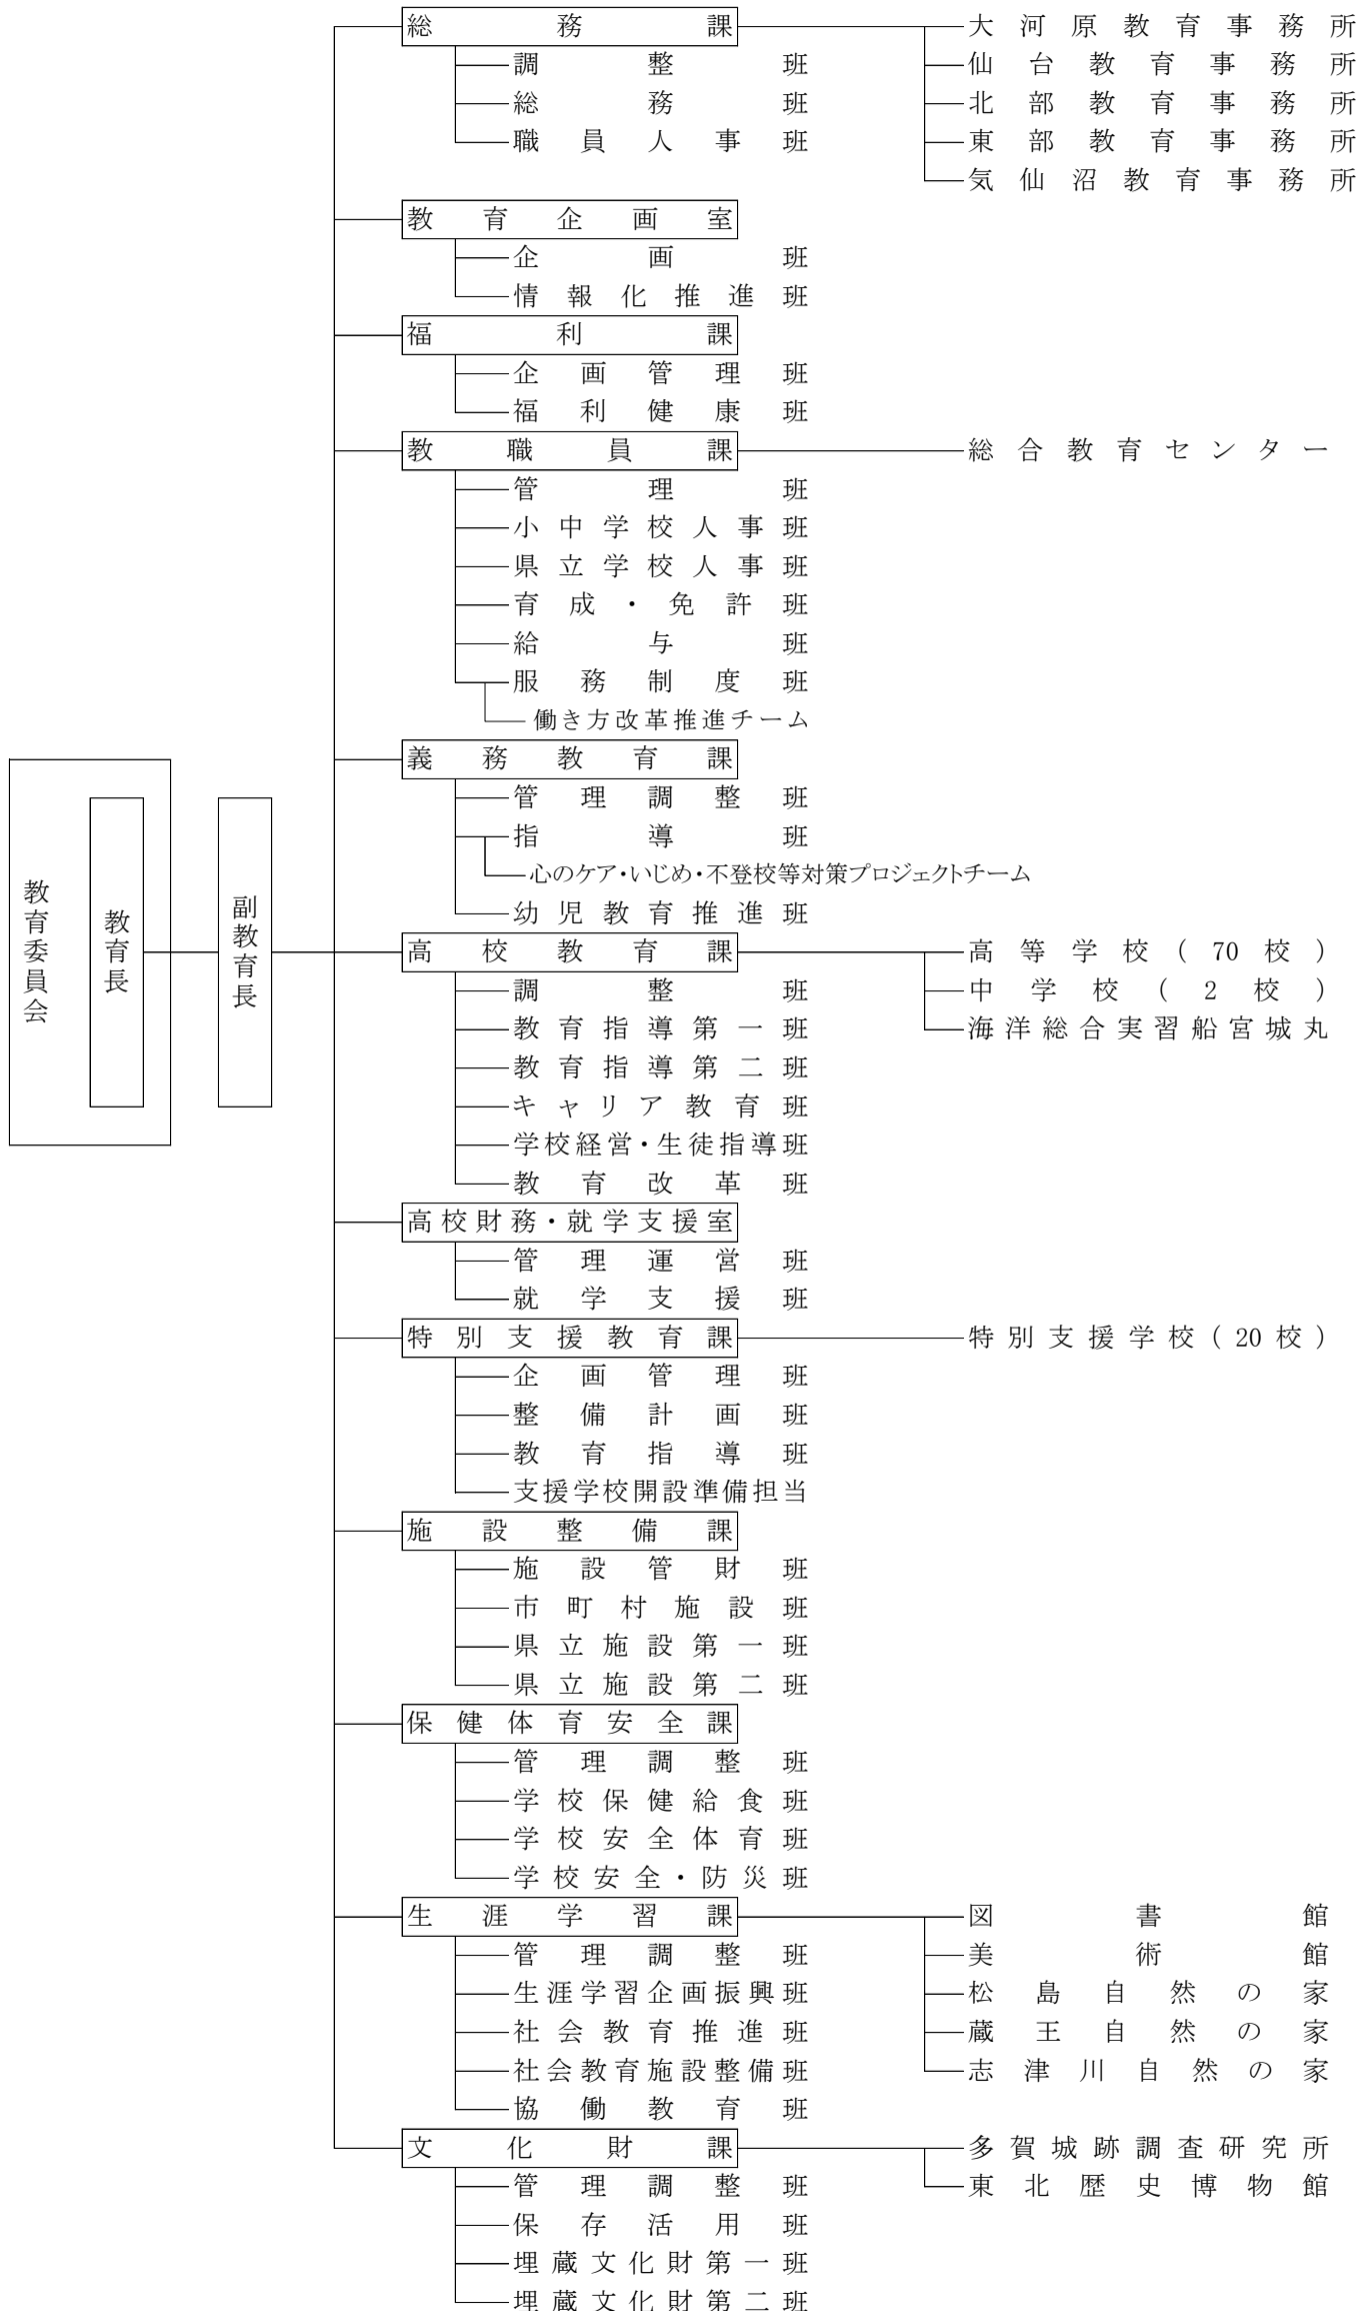 総務課 大河原教育事務所
調整班 仙台教育事務所
総務班 北部教育事務所
職員人事班 東部教育事務所
気仙沼教育事務所
教育企画室
企画班
情報化推進班
福利課
企画管理班
福利健康班
教職員課 総合教育センター
管理班
小中学校人事班
県立学校人事班
育成・免許班
給与班
服務制度班
働き方改革推進チーム
義務教育課
管理調整班
指導班
心のケア・いじめ・不登校等対策プロジェクトチーム
幼児教育推進班
教育委員会
教育長
副教育長
高校教育課 高等学校(70校)
調整班 中学校(2校)
教育指導第一班 海洋総合実習船宮城丸
教育指導第二班
キャリア教育班
学校経営・生徒指導班
教育改革班
高校財務・就学支援室
管理運営班
就学支援班
特別支援教育課 特別支援学校(20校)
企画管理班
整備計画班
教育指導班
支援学校開設準備担当
施設整備課
施設管財班
市町村施設班
県立施設第一班
県立施設第二班
保健体育安全課
管理調整班
学校保健給食班
学校安全体育班
学校安全・防災班
生涯学習課 図書館
管理調整班 美術館
生涯学習企画振興班 松島自然の家
社会教育推進班 蔵王自然の家
社会教育施設整備班 志津川自然の家
協働教育班
文化財課 多賀城跡調査研究所
管理調整班 東北歴史博物館
保存活用班
埋蔵文化財第一班
埋蔵文化財第二班